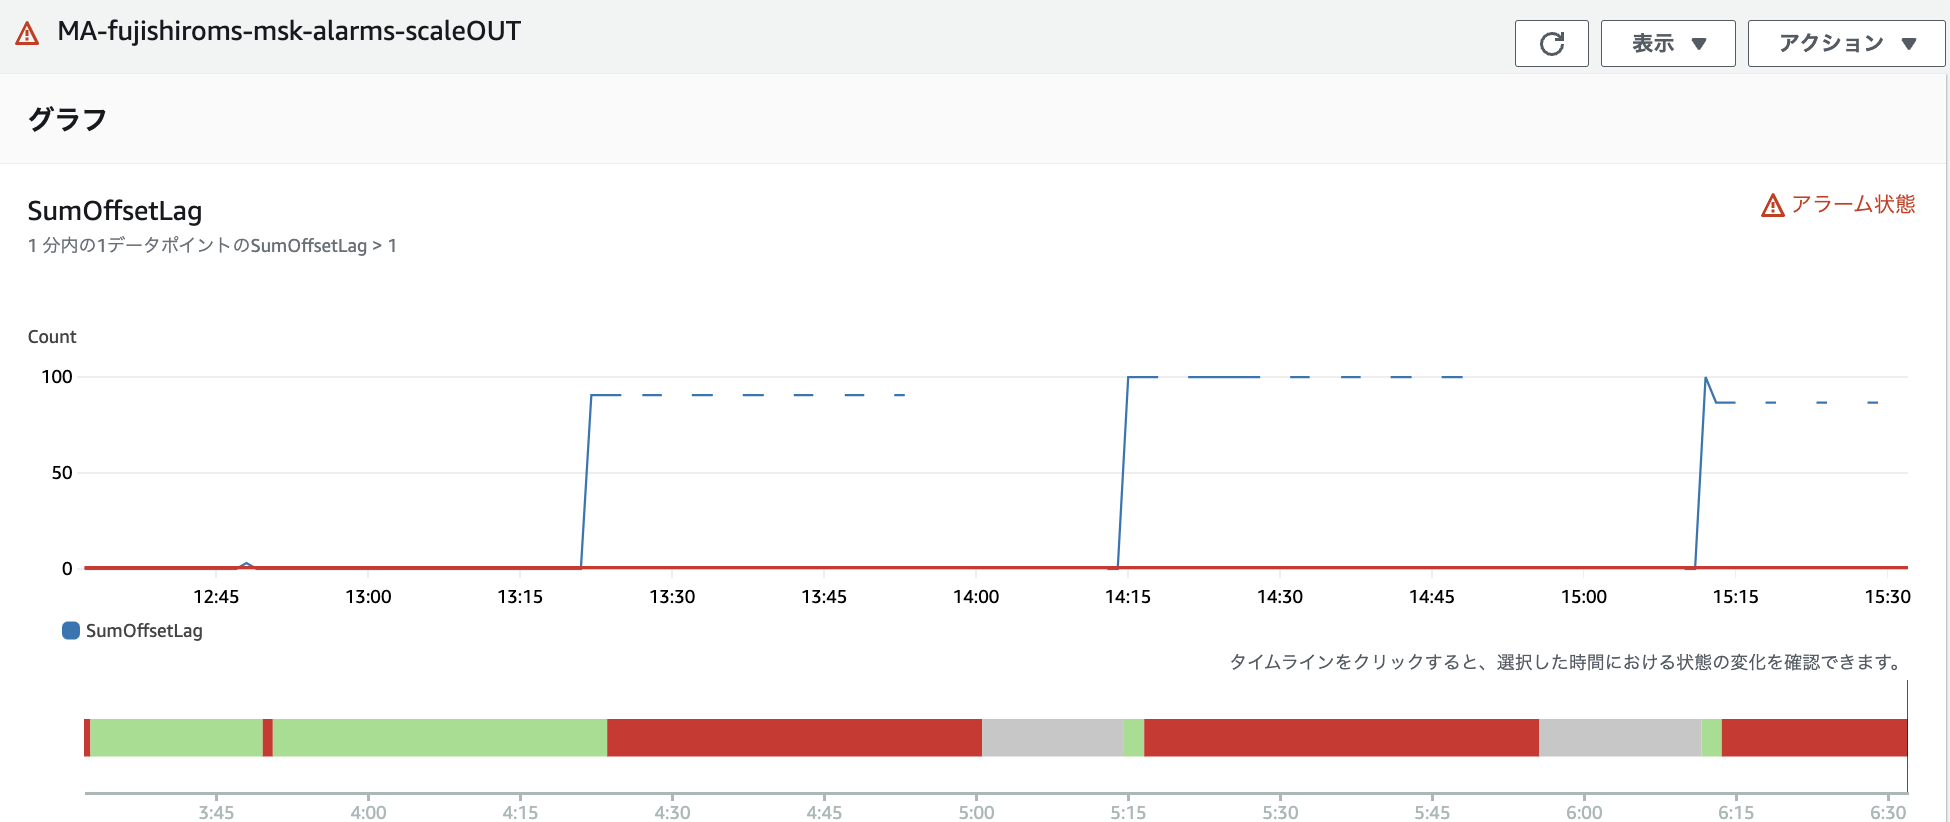 MA-fujishiroms-msk-alarms-scaleOUT
表示 ▼
アクション ▼
グラフ
SumOffsetLag
アラーム状態
1 分内の1データポイントのSumOffsetLag > 1
Count
100
50
0
12:45 13:00 13:15 13:30 13:45 14:00 14:15 14:30 14:45 15:00 15:15 15:30
SumOffsetLag
タイムラインをクリックすると、選択した時間における状態の変化を確認できます。
3:45 4:00 4:15 4:30 4:45 5:00 5:15 5:30 5:45 6:00 6:15 6:30